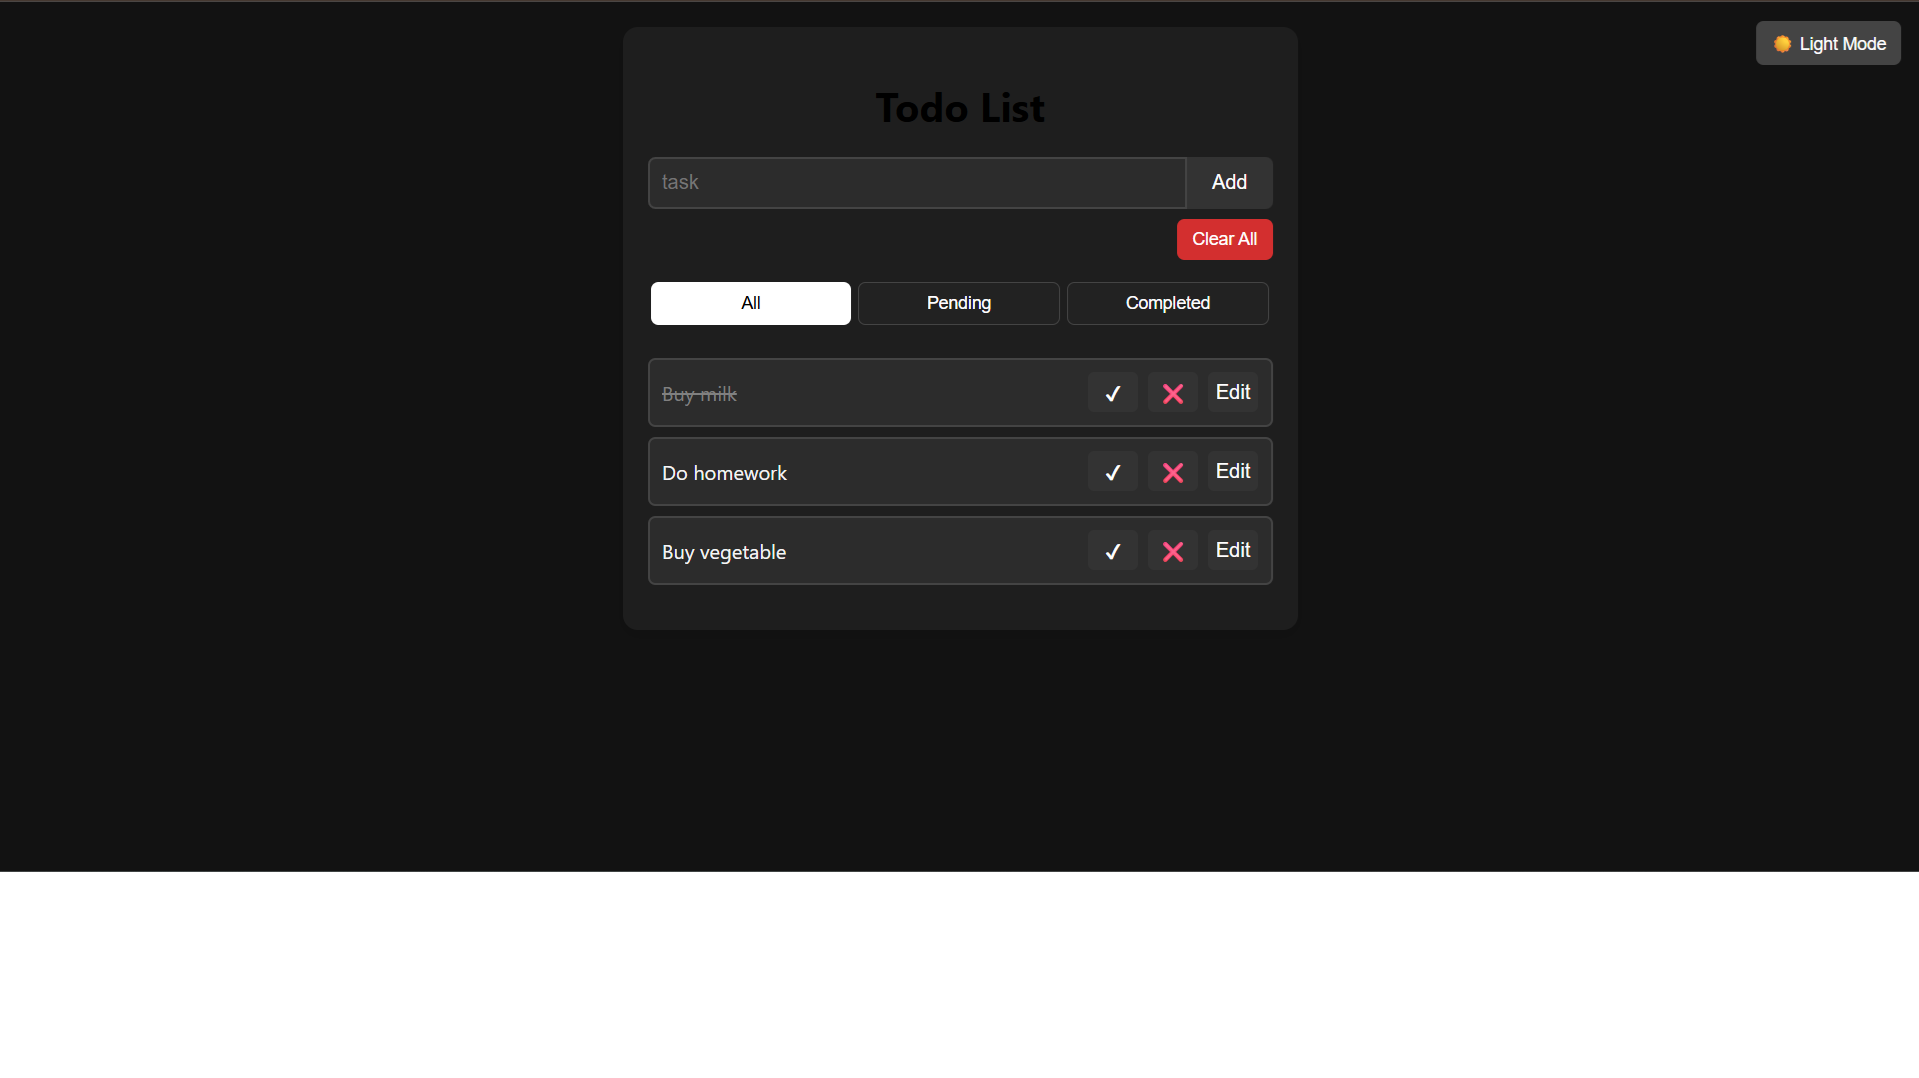 Light Mode
Todo List
task
Add
Clear All
All Pending Completed
Buy milk Edit
Do homework Edit
Buy vegetable Edit